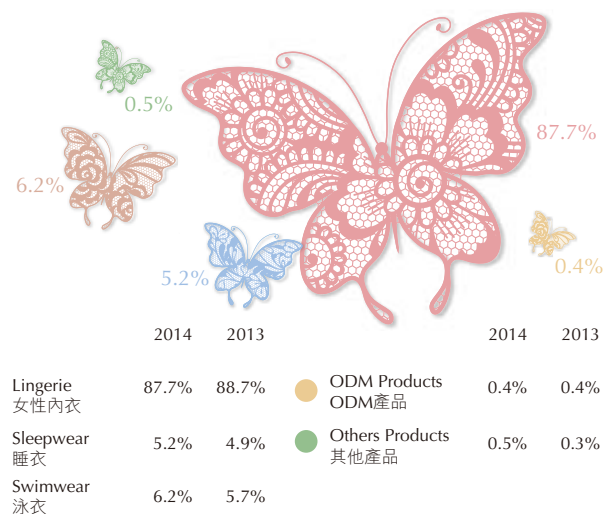 0.5%
87.7%
6.2%
5.2%
0.4%
2014 2013 2014 2013
Lingerie 87.7% 88.7% ODM Products 0.4% 0.4%
女性內衣 ODM產品
Sleepwear 5.2% 4.9% Others Products 0.5% 0.3%
睡衣 其他產品
Swimwear 6.2% 5.7%
泳衣